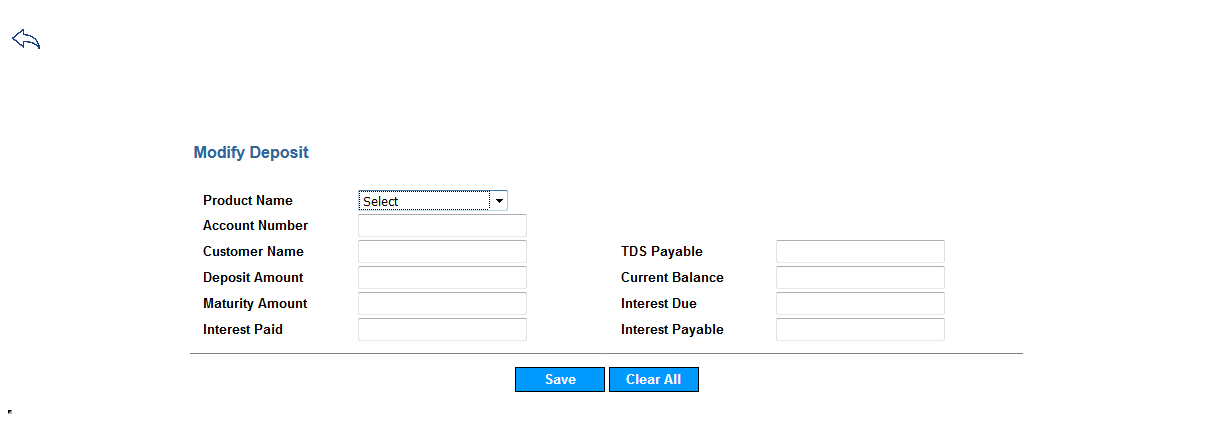 Modify Deposit
Product Name Select
Account Number
Customer Name TDS Payable
Deposit Amount Current Balance
Maturity Amount Interest Due
Interest Paid Interest Payable
Save Clear All